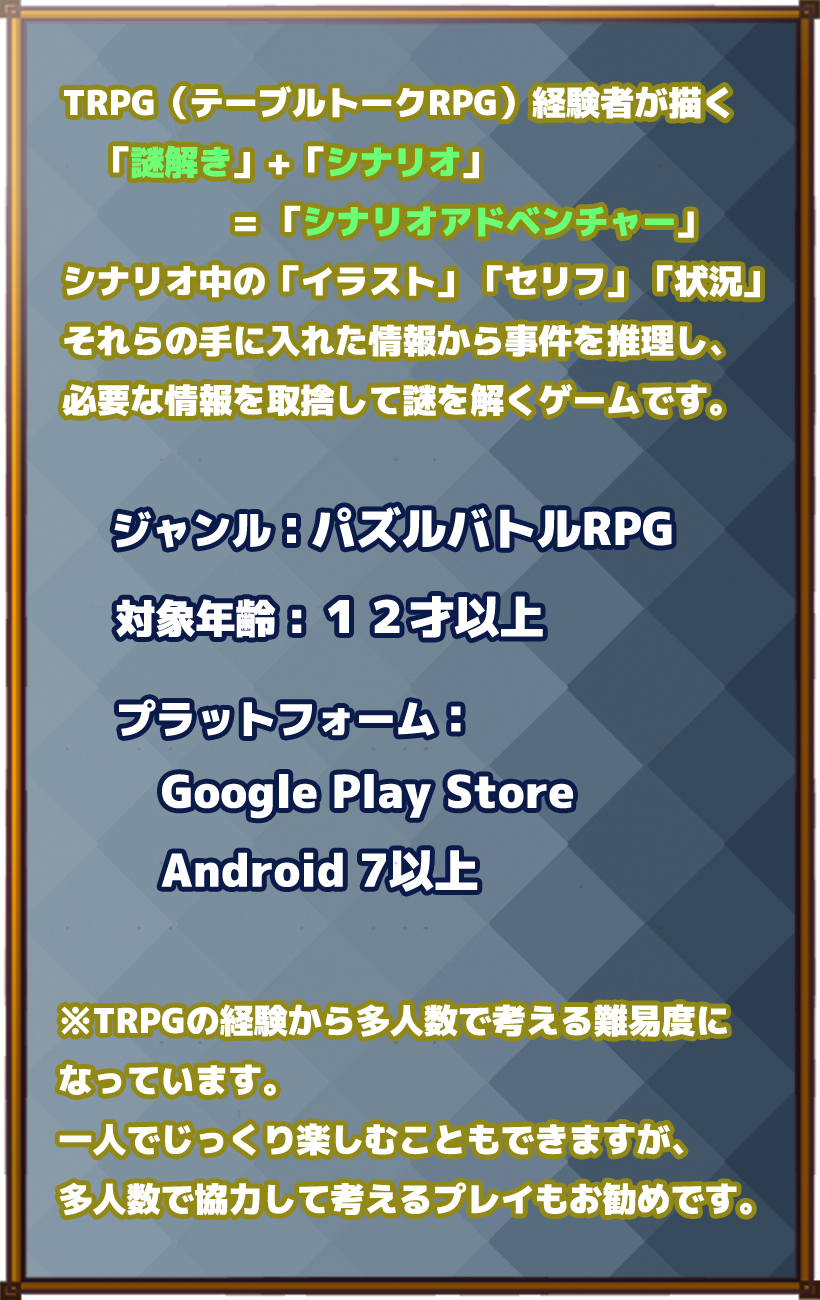 TRPG（テーブルトークRPG）経験者が描く
「謎解き」+「シナリオ」
=「シナリオアドベンチャー」
シナリオ中の「イラスト」「セリフ」「状況」
それらの手に入れた情報から事件を推理し、
必要な情報を取捨して謎を解くゲームです。
ジャンル：パズルバトルRPG
対象年齢：１２才以上
プラットフォーム：
Google Play Store
Android 7以上
※TRPGの経験から多人数で考える難易度に
なっています。
一人でじっくり楽しむこともできますが、
多人数で協力して考えるプレイもお勧めです。